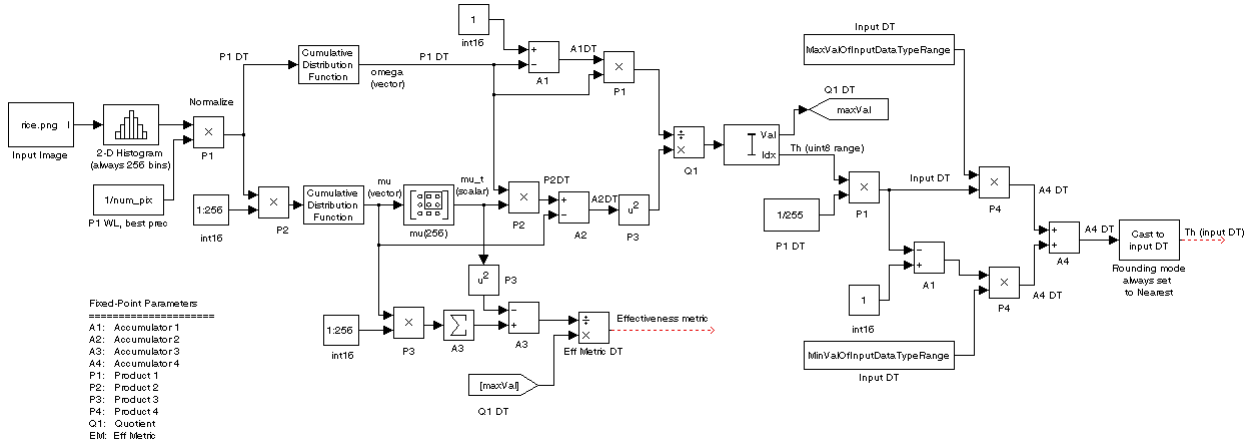 1
int16
Input DT
MaxValOfInputDataTypeRange
P1 DT
Cumulative
Distribution
Function
omega
(vector)
P1 DT
+
−
A1
A1DT
×
P1
Normalize
rice.png I
Input Image
2-D Histogram
(always 256 bins)
×
P1
1/num_pix
P1 WL, best prec
Q1 DT
maxVal
÷
×
Q1
Val
Idx
Th (uint8 range)
1:256
int16
×
P2
Cumulative
Distribution
Function
mu
(vector)
mu(256)
mu_t
(scalar)
×
P2
P2DT
+
−
A2
A2DT
u²
P3
1/255
P1 DT
×
P1
Input DT
×
P4
A4 DT
+
+
A4
A4 DT
Cast to
input DT
Th (input DT)
Rounding mode
always set
to Nearest
u²
P3
−
+
A1
1
int16
×
P4
A4 DT
MinValOfInputDataTypeRange
Input DT
1:256
int16
×
P3
Σ
A3
−
+
A3
÷
×
Eff Metric DT
Effectiveness metric
[maxVal]
Q1 DT
Fixed-Point Parameters
=====================
A1: Accumulator 1
A2: Accumulator 2
A3: Accumulator 3
A4: Accumulator 4
P1: Product 1
P2: Product 2
P3: Product 3
P4: Product 4
Q1: Quotient
EM: Eff Metric